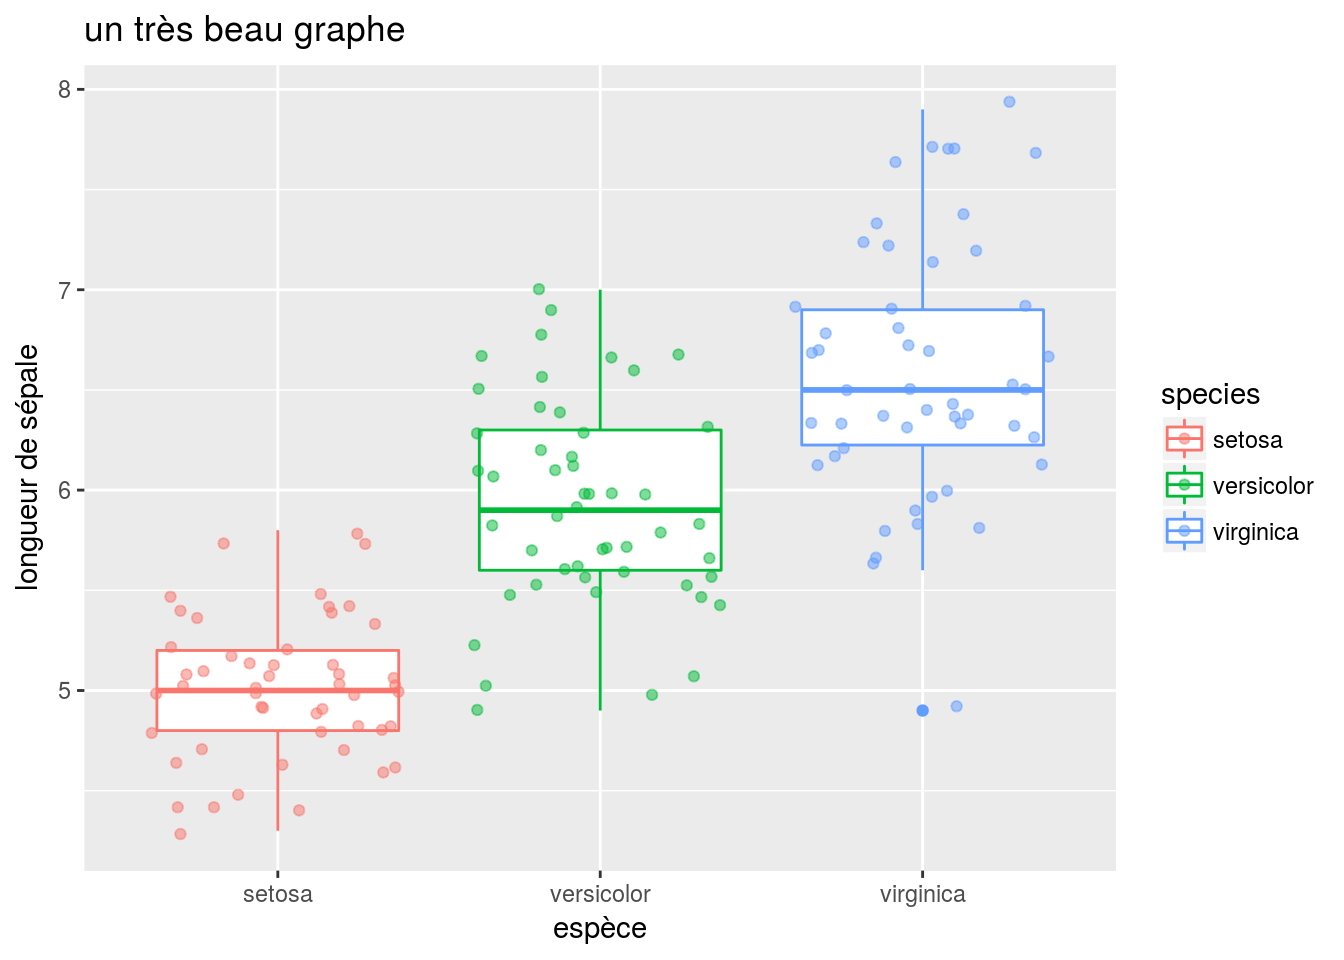 un très beau graphe
8
7
6
5
longueur de sépale
setosa
versicolor
virginica
espèce
species
setosa
versicolor
virginica